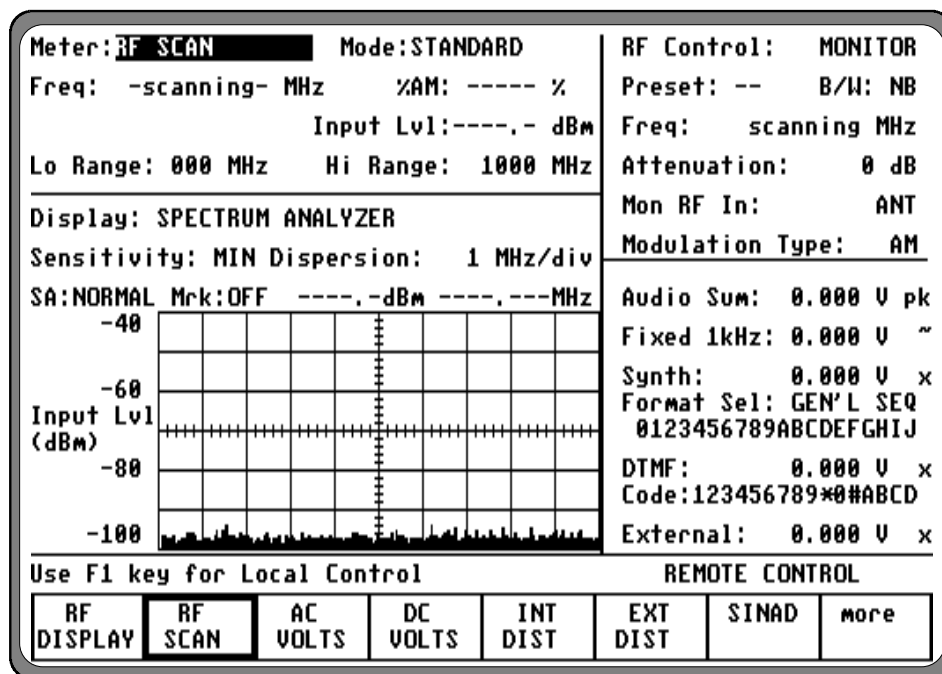 Meter:RF SCAN Mode:STANDARD
Freq: -scanning- MHz %AM: ----- %
Input Lvl:----.- dBm
Lo Range: 000 MHz Hi Range: 1000 MHz
Display: SPECTRUM ANALYZER
Sensitivity: MIN Dispersion: 1 MHz/div
SA:NORMAL Mrk:OFF ----.-dBm ----.---MHz
-40
-60
Input Lvl
(dBm)
-80
-100
RF Control: MONITOR
Preset: -- B/W: NB
Freq: scanning MHz
Attenuation: 0 dB
Mon RF In: ANT
Modulation Type: AM
Audio Sum: 0.000 V pk
Fixed 1kHz: 0.000 V ~
Synth: 0.000 V x
Format Sel: GEN'L SEQ
0123456789ABCDEFGHIJ
DTMF: 0.000 V x
Code:123456789*0#ABCD
External: 0.000 V x
Use F1 key for Local Control REMOTE CONTROL
RF DISPLAY
RF SCAN
AC VOLTS
DC VOLTS
INT DIST
EXT DIST
SINAD
more